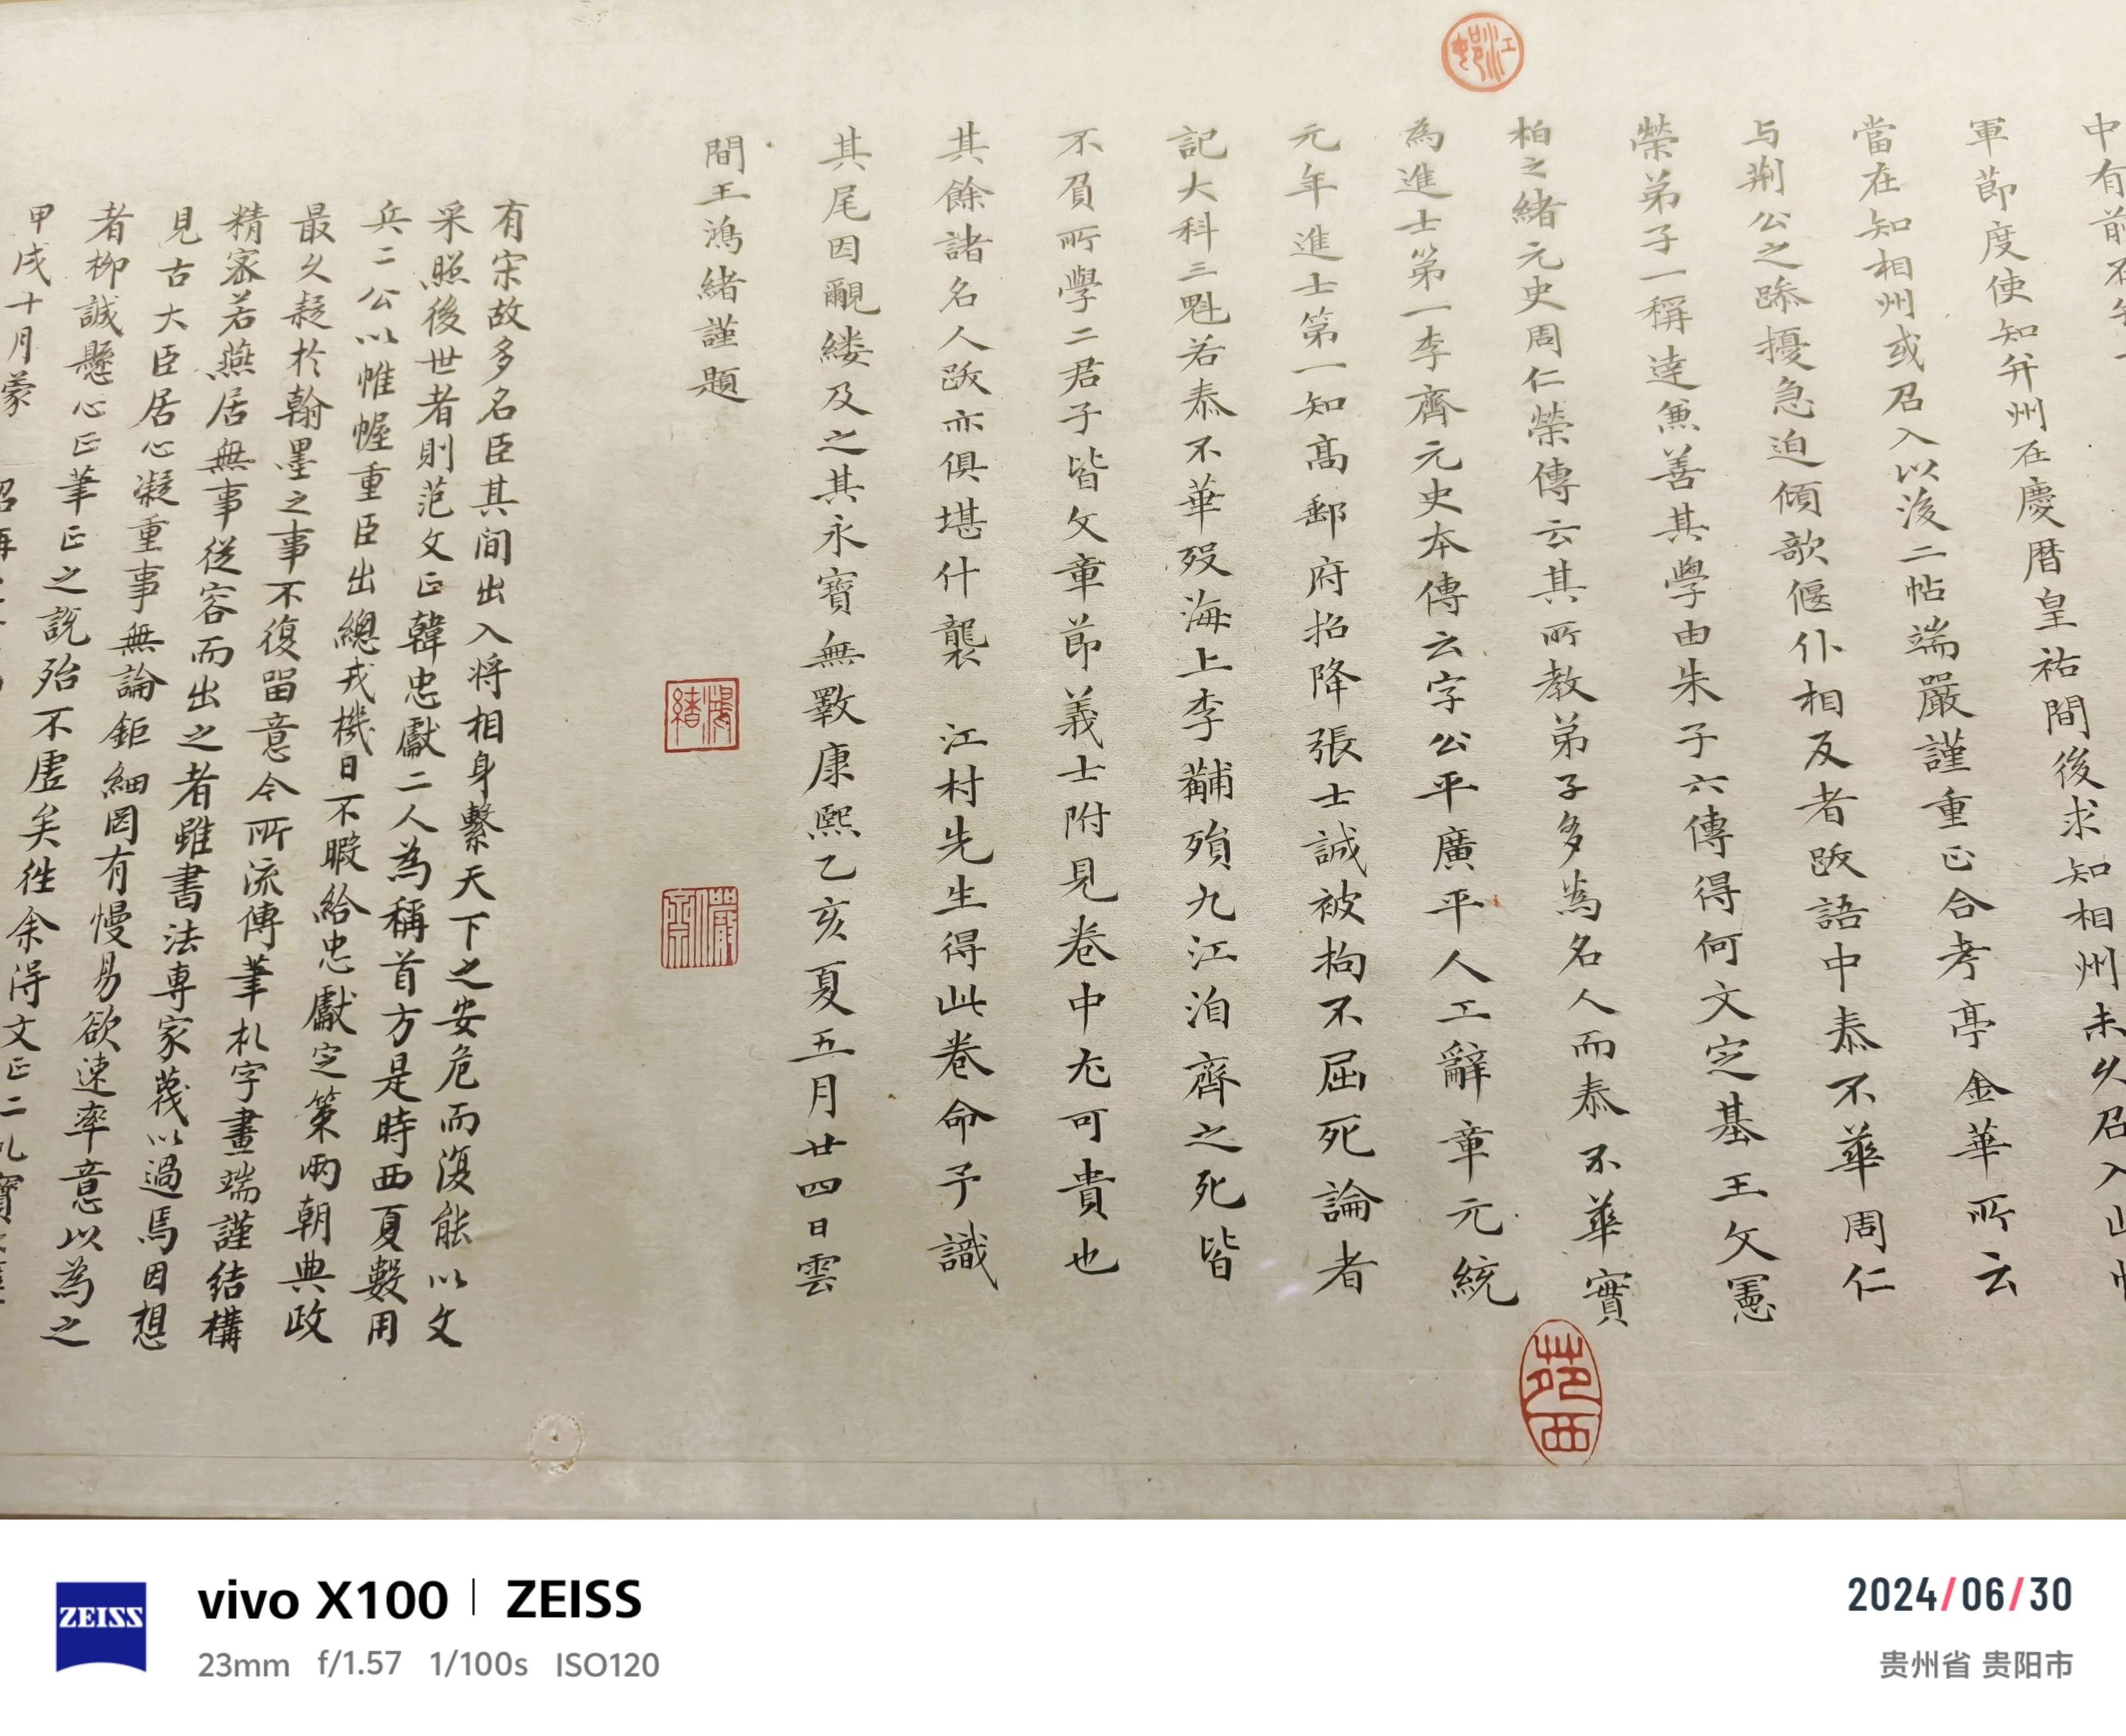 中有前不
軍節度使知幷州在慶曆皇祐間後求知相州未久召入此
當在知相州或召入以後二帖端嚴謹重正合考亭金華所云
与荆公之躁擾急迫傾欹偃仆相反者跋語中泰不華周仁
榮弟子一稱達兼善其學由朱子六傳得何文定基王文憲
柏之緒元史周仁榮傳云其所教弟子多為名人而泰不華實
為進士第一李齊元史本傳云字公平廣平人工辭章元統
元年進士第一知高郵府招降張士誠被拘不屈死論者
記大科三魁若泰不華歿海上李黼殞九江洎齊之死皆
不負所學二君子皆文章節義士附見卷中尤可貴也
其餘諸名人跋亦俱堪什襲 江村先生得此卷命予識
其尾因覼縷及之其永寶無斁康熙乙亥夏五月廿四日雲
間王鴻緒謹題
有宋故多名臣其间出入将相身繫天下之安危而復能以文
采照後世者則范文正韓忠獻二人為稱首方是時西夏數用
兵二公以帷幄重臣出總戎機日不暇給忠獻定策兩朝典政
最久疑於翰墨之事不復留意今所流傳筆札字畫端謹結構
精密若燕居無事從容而出之者雖書法專家蔑以過焉因想
見古大臣居心凝重事無論鉅細罔有慢易欲速率意以為之
者柳誠懸心正筆正之說殆不虛矣徃余得文正二札寶
甲戌十月蒙
江邨
苑西
鴻緒
儼齋
ZEISS
vivo X100 | ZEISS
23mm f/1.57 1/100s ISO120
2024/06/30
贵州省 贵阳市